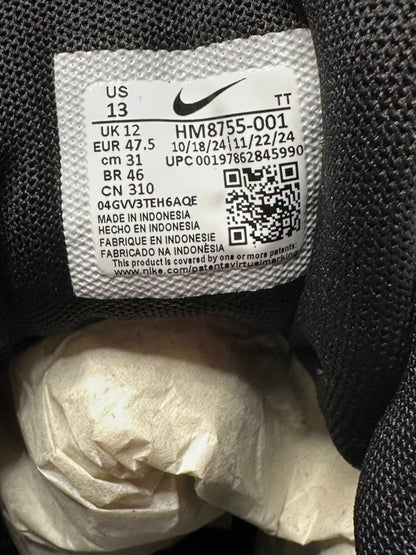 US
13
TT
UK 12
EUR 47.5
cm 31
BR 46
CN 310
HM8755-001
10/18/24 11/22/24
UPC 00197862845990
04GVV3TEH6AQE
MADE IN INDONESIA
HECHO EN INDONESIA
FABRIQUE EN INDONESIE
FABRICADO NA INDONÉSIA
This product is covered by one or more patents:
www.nike.com/patentsvirtualmarking